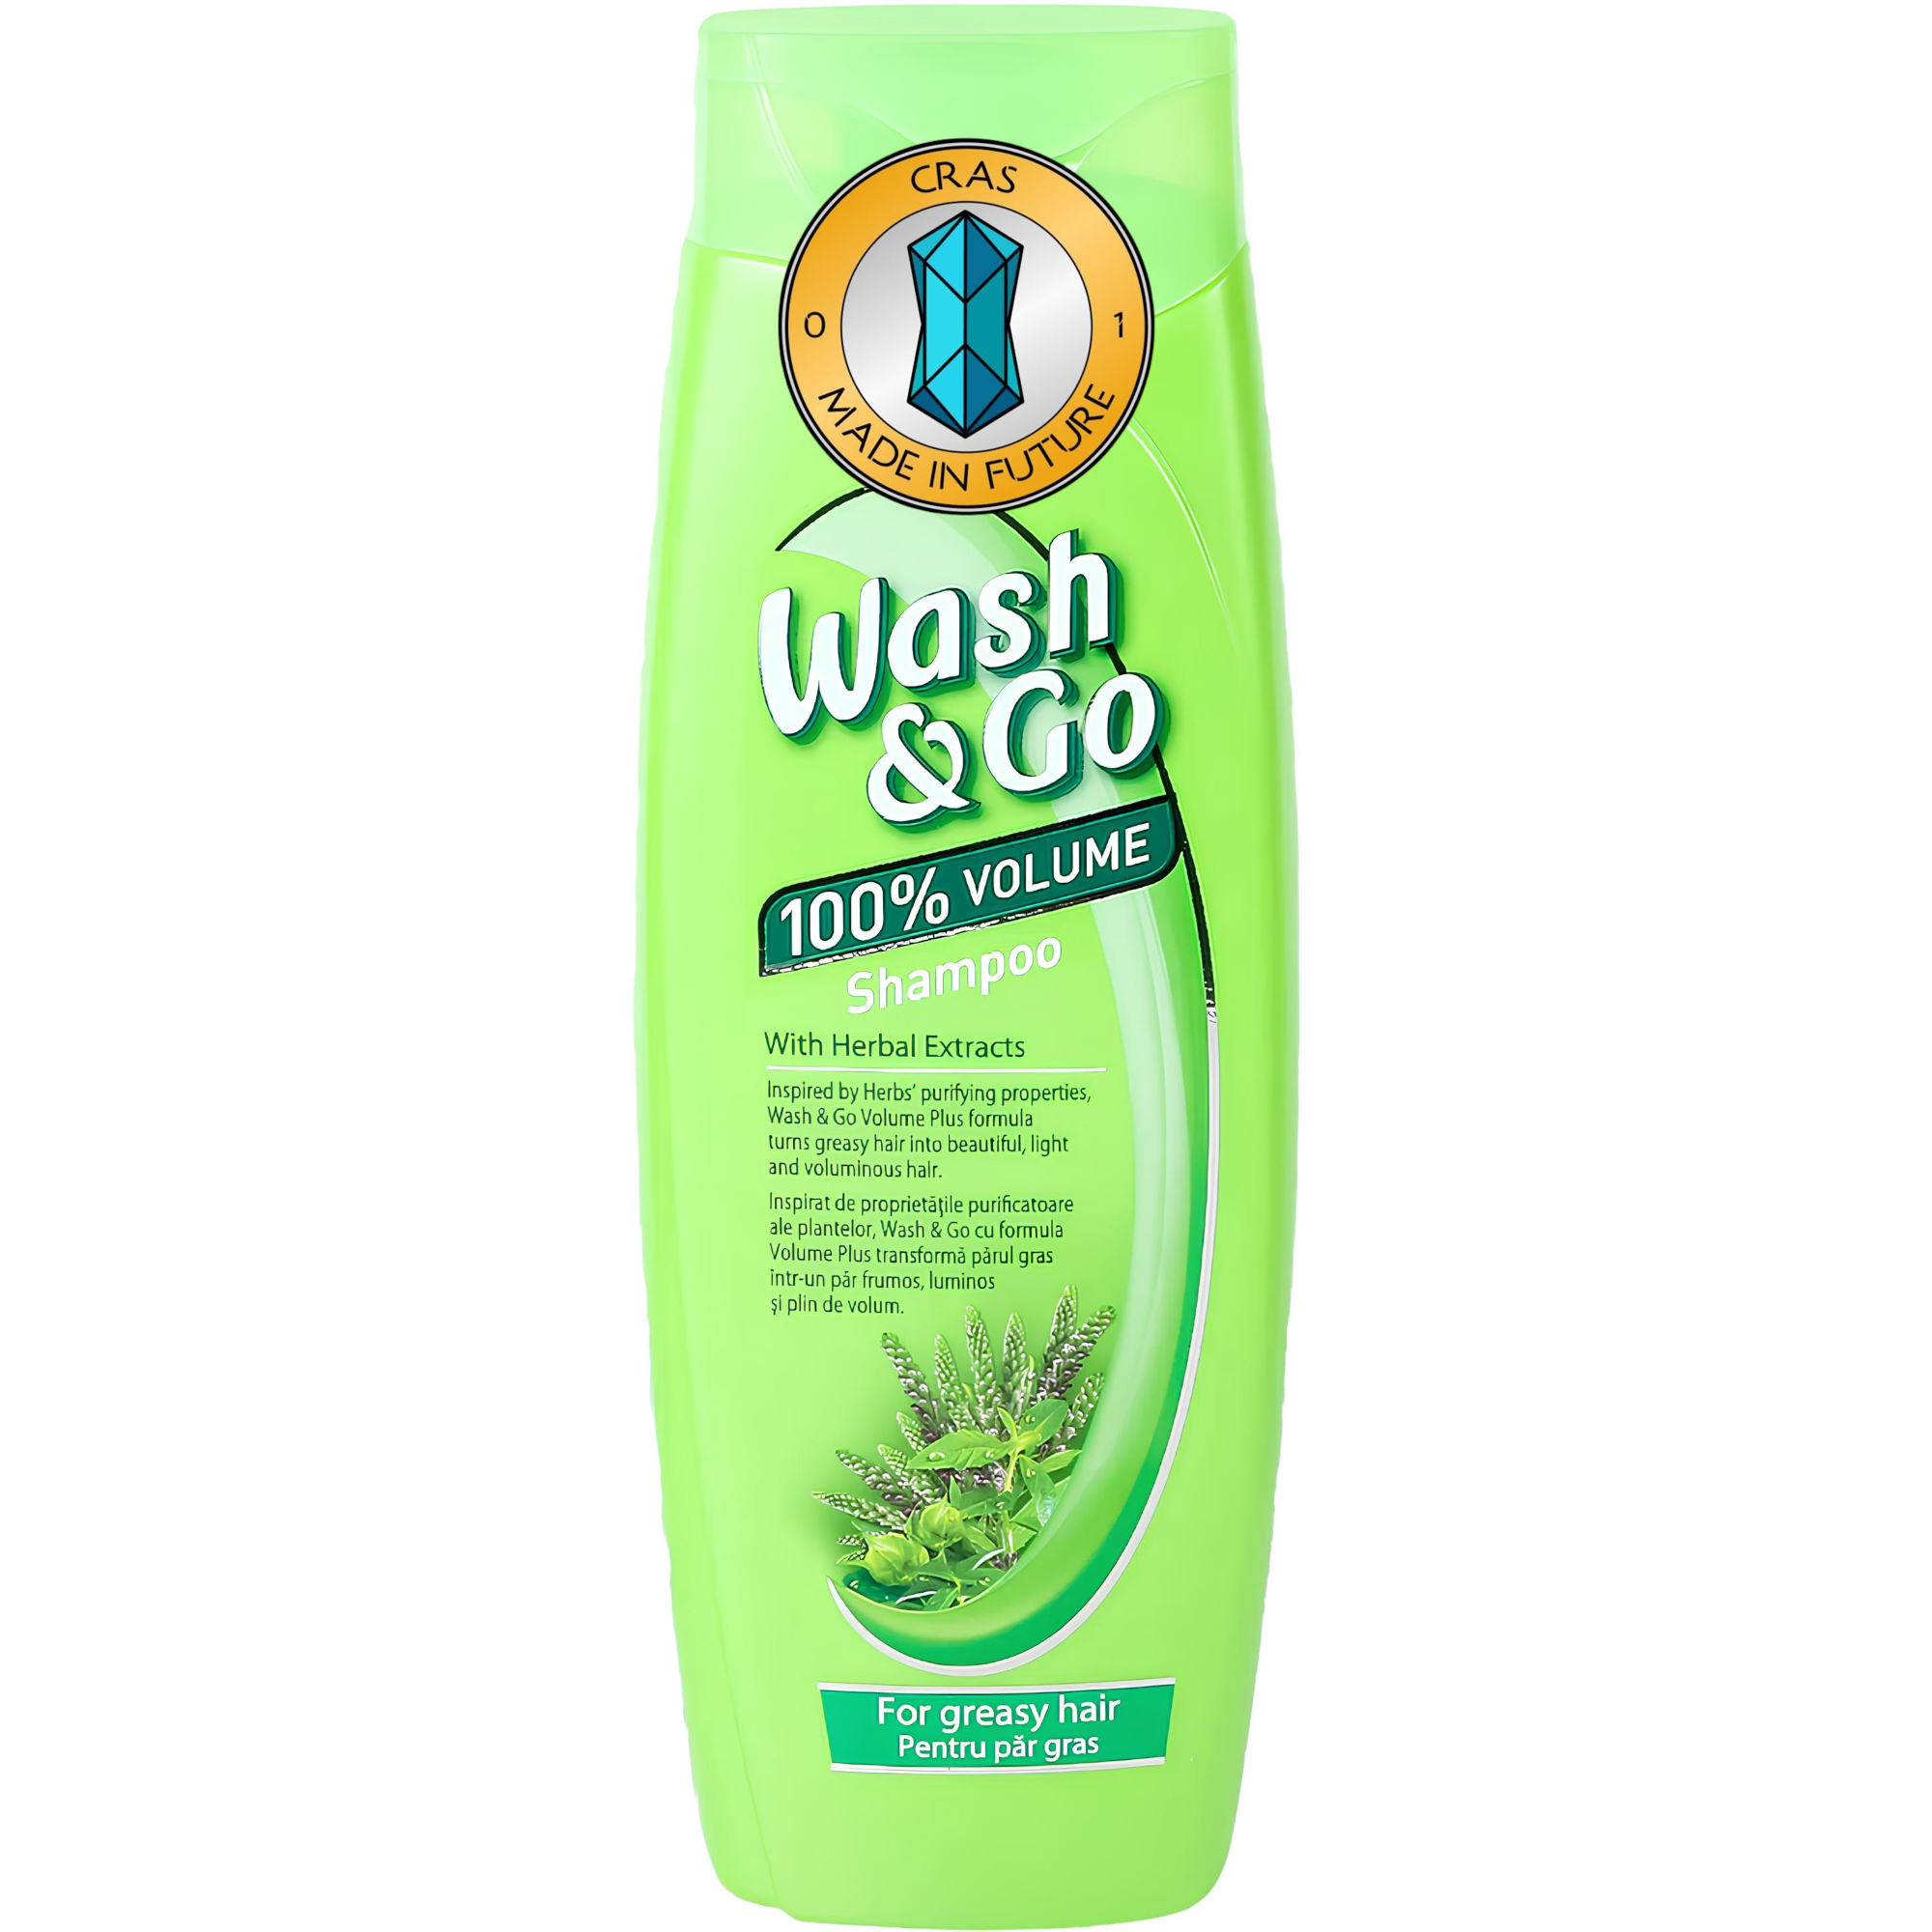 CRAS
0 1
MADE IN FUTURE
Wash
& Go
100% VOLUME
Shampoo
With Herbal Extracts
Inspired by Herbs' purifying properties,
Wash & Go Volume Plus formula
turns greasy hair into beautiful, light
and voluminous hair.
Inspirat de proprietăţile purificatoare
ale plantelor, Wash & Go cu formula
Volume Plus transformă părul gras
într-un păr frumos, luminos
şi plin de volum.
For greasy hair
Pentru păr gras